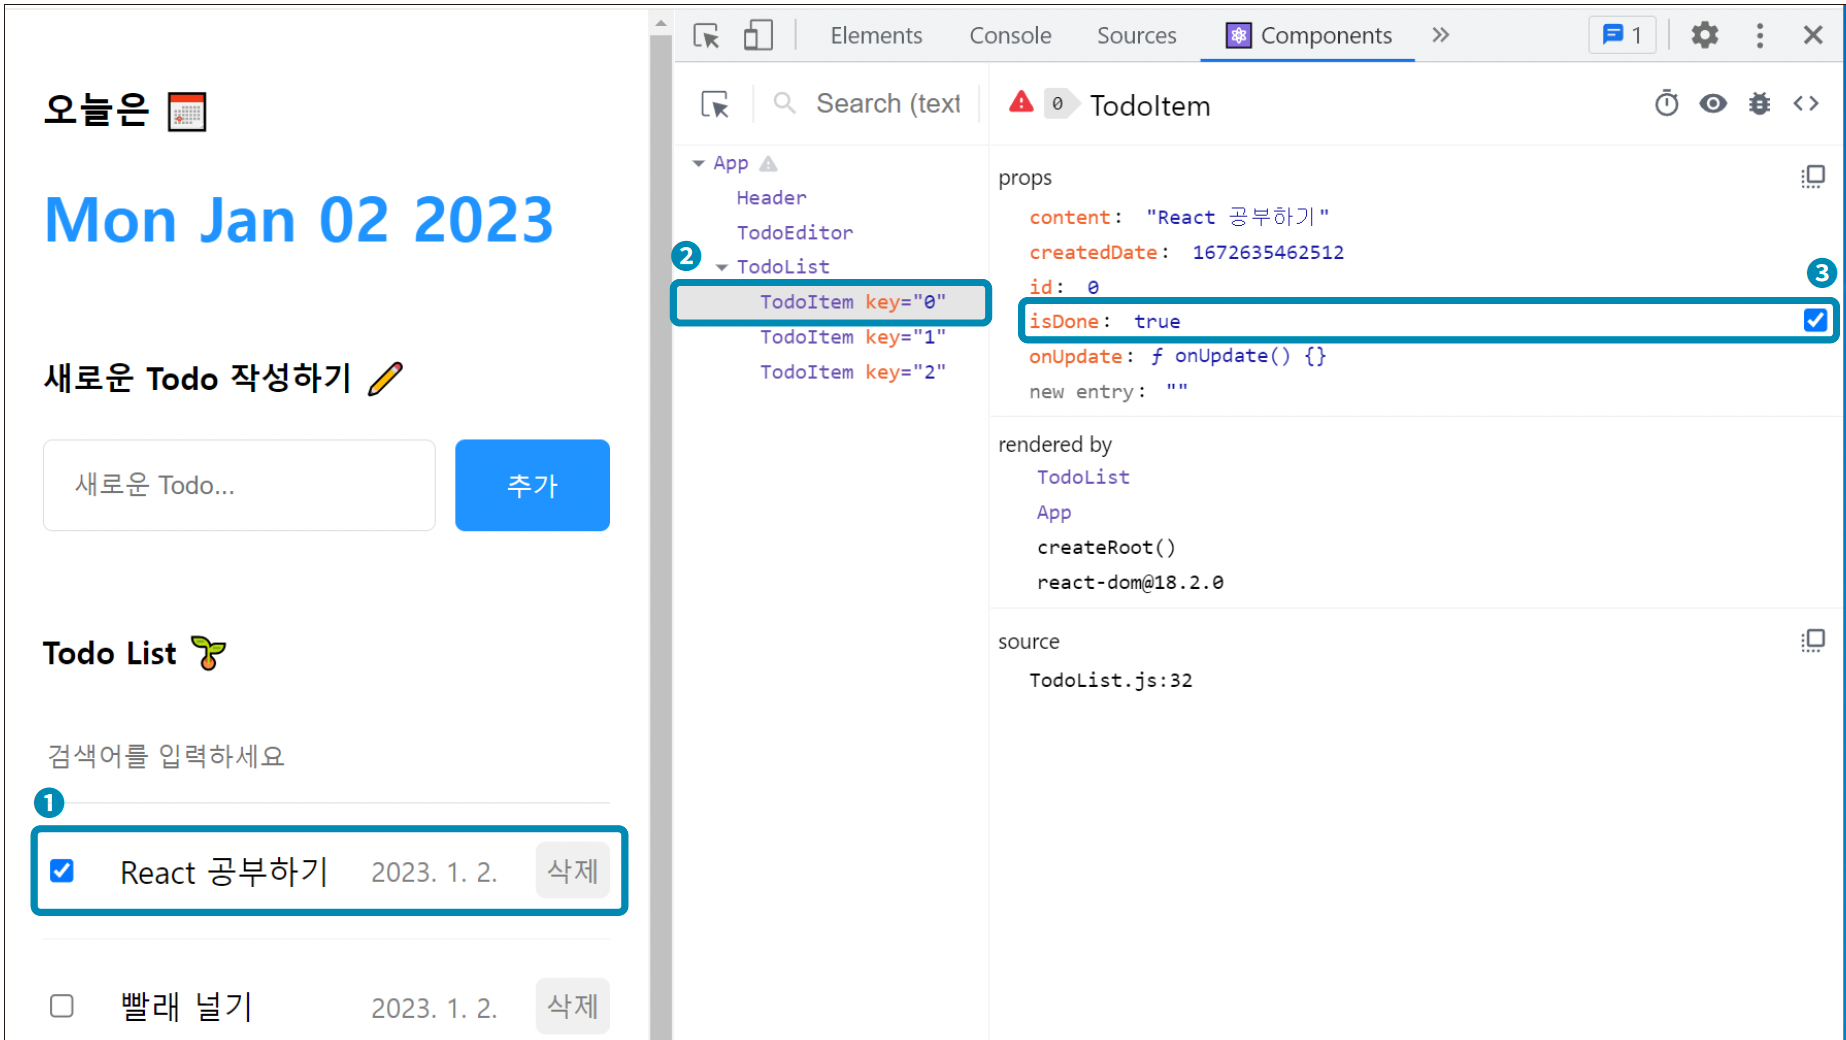 오늘은
Mon Jan 02 2023
새로운 Todo 작성하기
새로운 Todo...
추가
Todo List
검색어를 입력하세요
1
React 공부하기 2023. 1. 2. 삭제
빨래 널기 2023. 1. 2. 삭제
Elements Console Sources Components 1
Search (text
App
Header
TodoEditor
2
TodoList
TodoItem key="0"
TodoItem key="1"
TodoItem key="2"
0 TodoItem
props
content: "React 공부하기"
createdDate: 1672635462512
3
id: 0
isDone: true
onUpdate: ƒ onUpdate() {}
new entry: ""
rendered by
TodoList
App
createRoot()
react-dom@18.2.0
source
TodoList.js:32